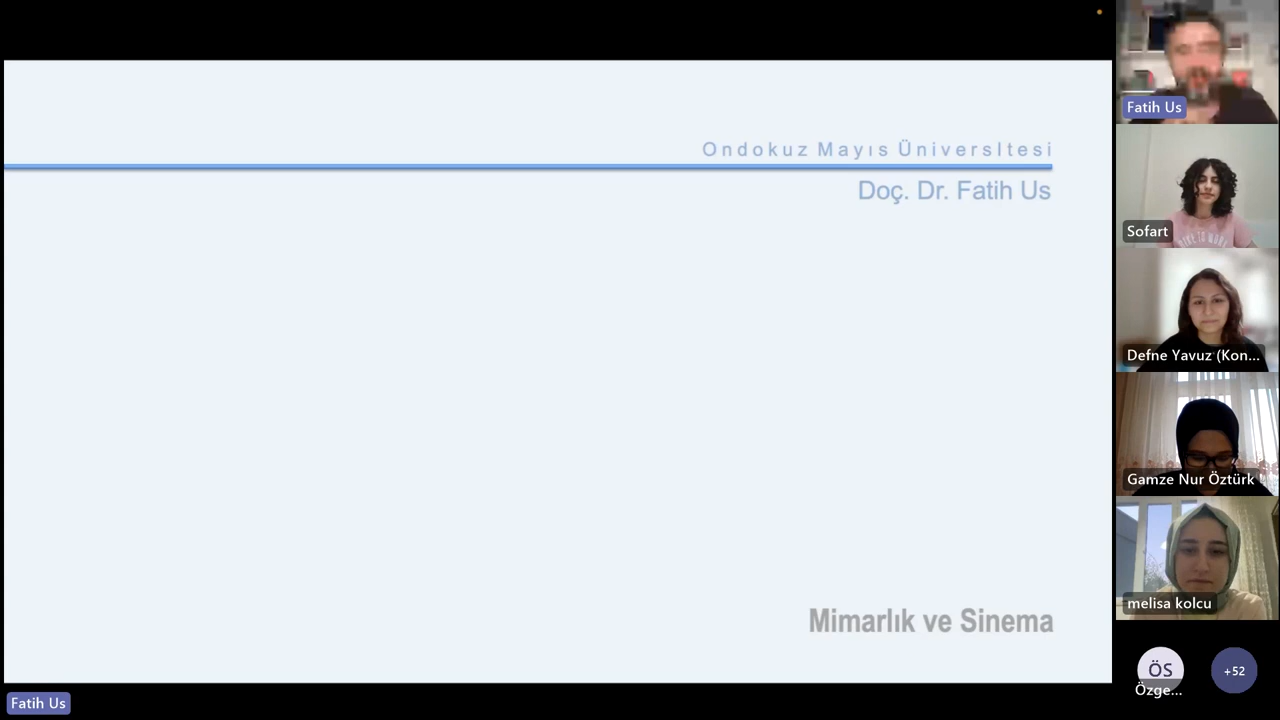 Ondokuz Mayıs ÜniversItesi
Doç. Dr. Fatih Us
Mimarlık ve Sinema
Fatih Us
Fatih Us
Sofart
Defne Yavuz (Kon...
Gamze Nur Öztürk
melisa kolcu
ÖS
Özge...
+52